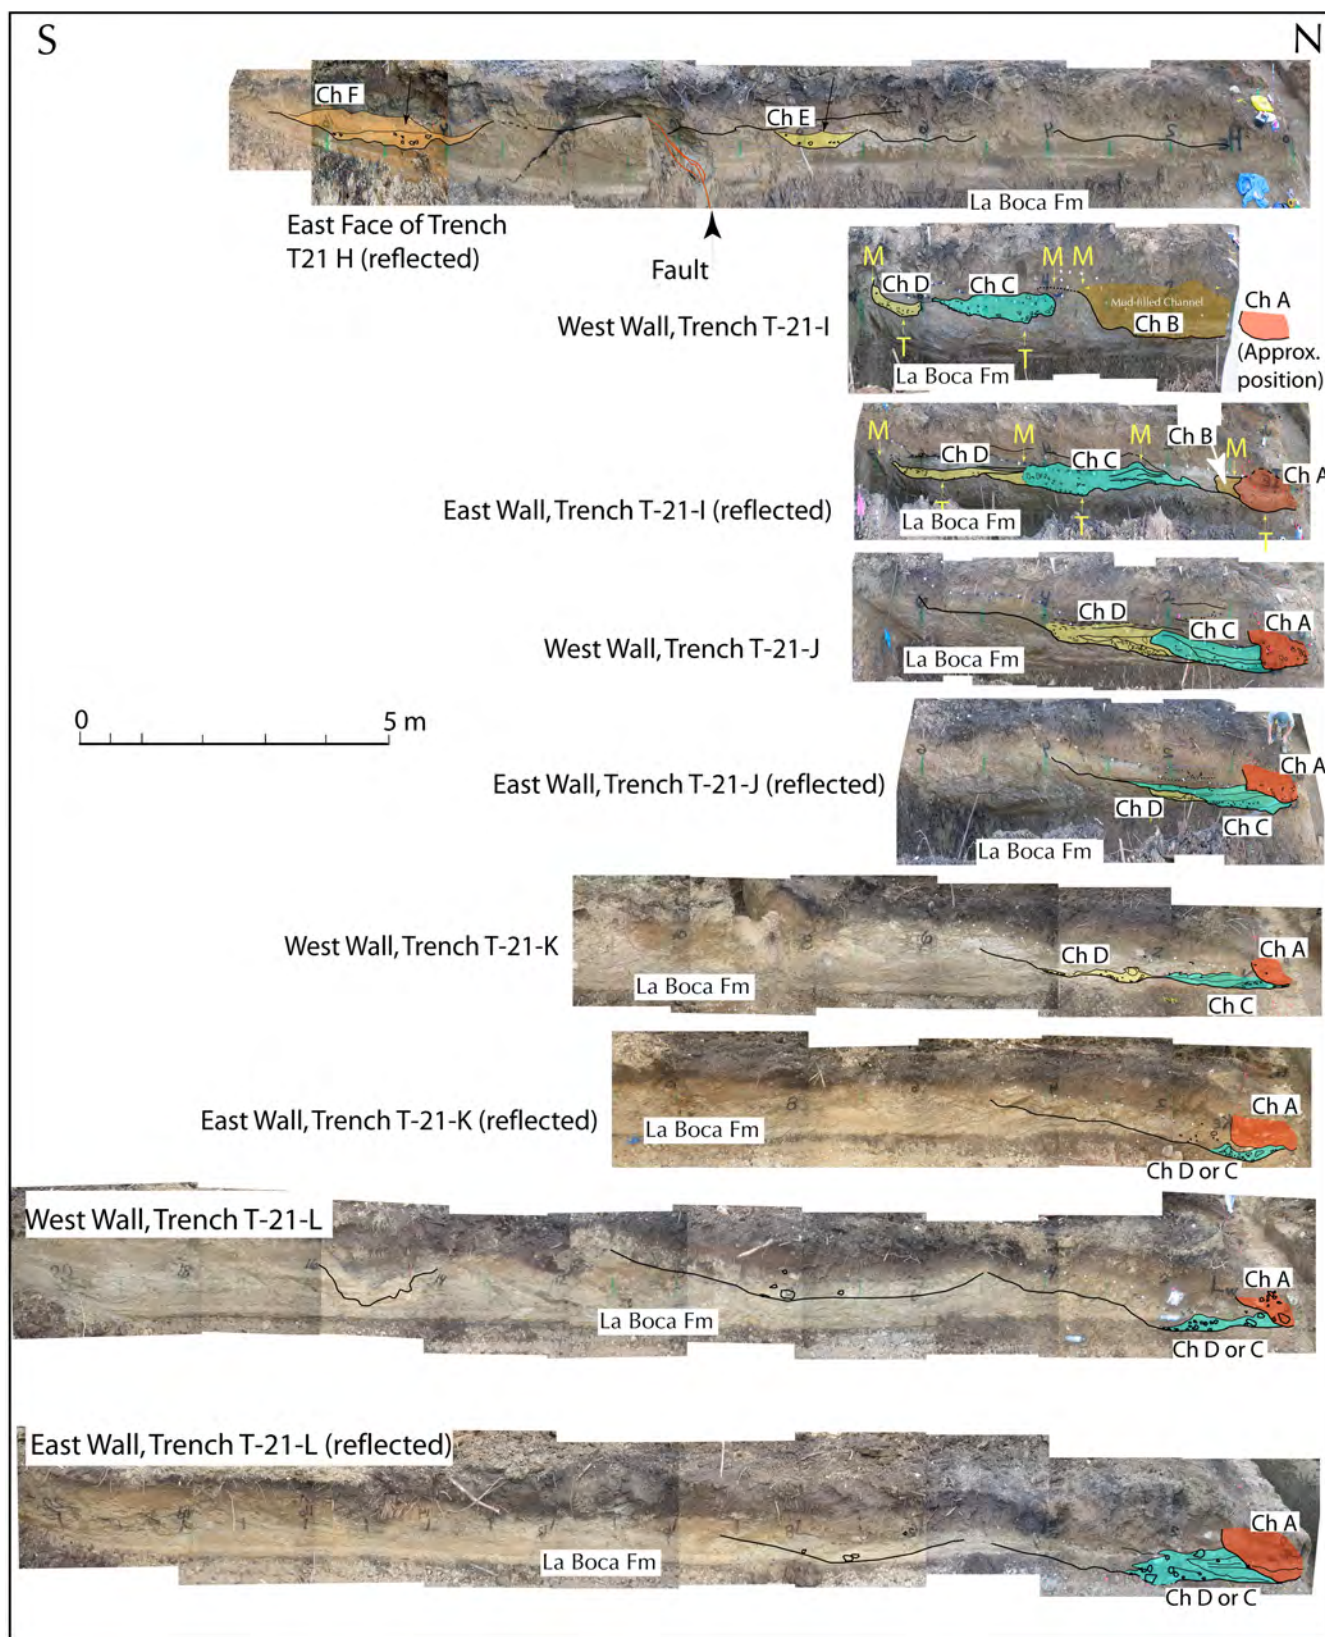 S
N
Ch F
Ch E
La Boca Fm
East Face of Trench
T21 H (reflected)
Fault
M
M
M
Ch D
Ch C
Mud-filled Channel
Ch B
Ch A
(Approx.
position)
West Wall, Trench T-21-I
T
T
La Boca Fm
M
M
M
Ch B
M
Ch D
Ch C
Ch A
East Wall, Trench T-21-I (reflected)
La Boca Fm
T
T
T
Ch D
Ch C
Ch A
West Wall, Trench T-21-J
La Boca Fm
0
5 m
Ch A
East Wall, Trench T-21-J (reflected)
Ch D
Ch C
La Boca Fm
West Wall, Trench T-21-K
Ch D
Ch A
La Boca Fm
Ch C
East Wall, Trench T-21-K (reflected)
La Boca Fm
Ch A
Ch D or C
West Wall, Trench T-21-L
Ch A
La Boca Fm
Ch D or C
East Wall, Trench T-21-L (reflected)
Ch A
La Boca Fm
Ch D or C